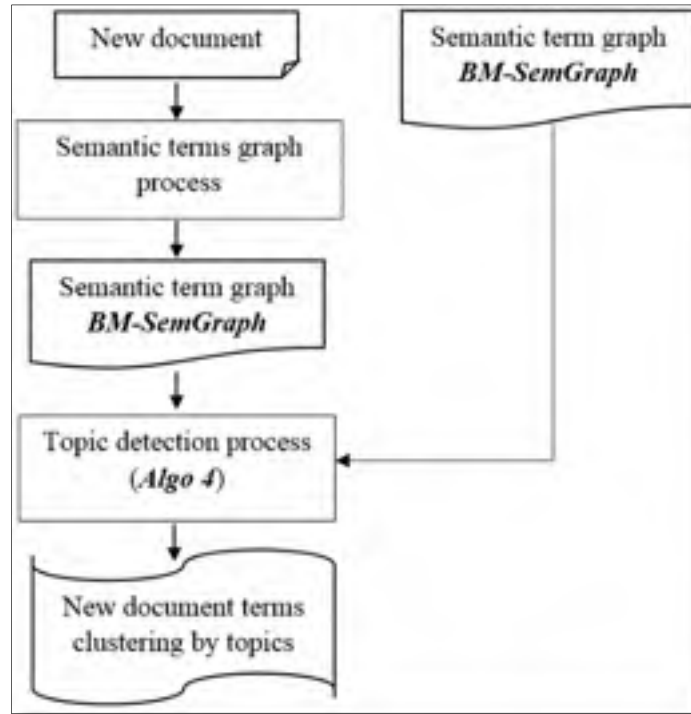 New document
Semantic term graph
BM-SemGraph
Semantic terms graph
process
Semantic term graph
BM-SemGraph
Topic detection process
(Algo 4)
New document terms
clustering by topics